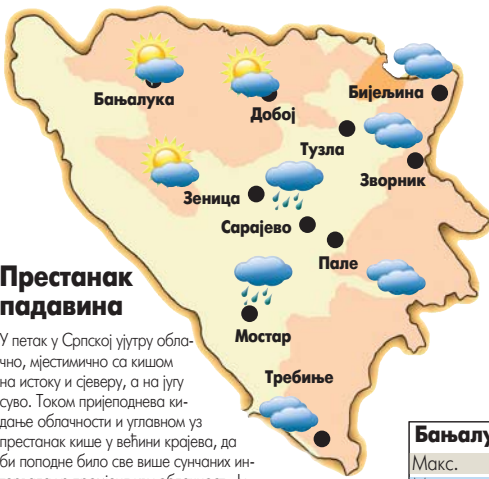 Бањалука
Добој
Бијељина
Тузла
Зворник
Зеница
Сарајево
Пале
Мостар
Требиње
Престанак
падавина
У петак у Српској ујутру обла-
чно, мјестимично са кишом
на истоку и сјеверу, а на југу
суво. Током пријеподнева ки-
дање облачности и углавном уз
престанак кише у већини крајева, да
би поподне било све више сунчаних ин-
Бањалу
Макс.